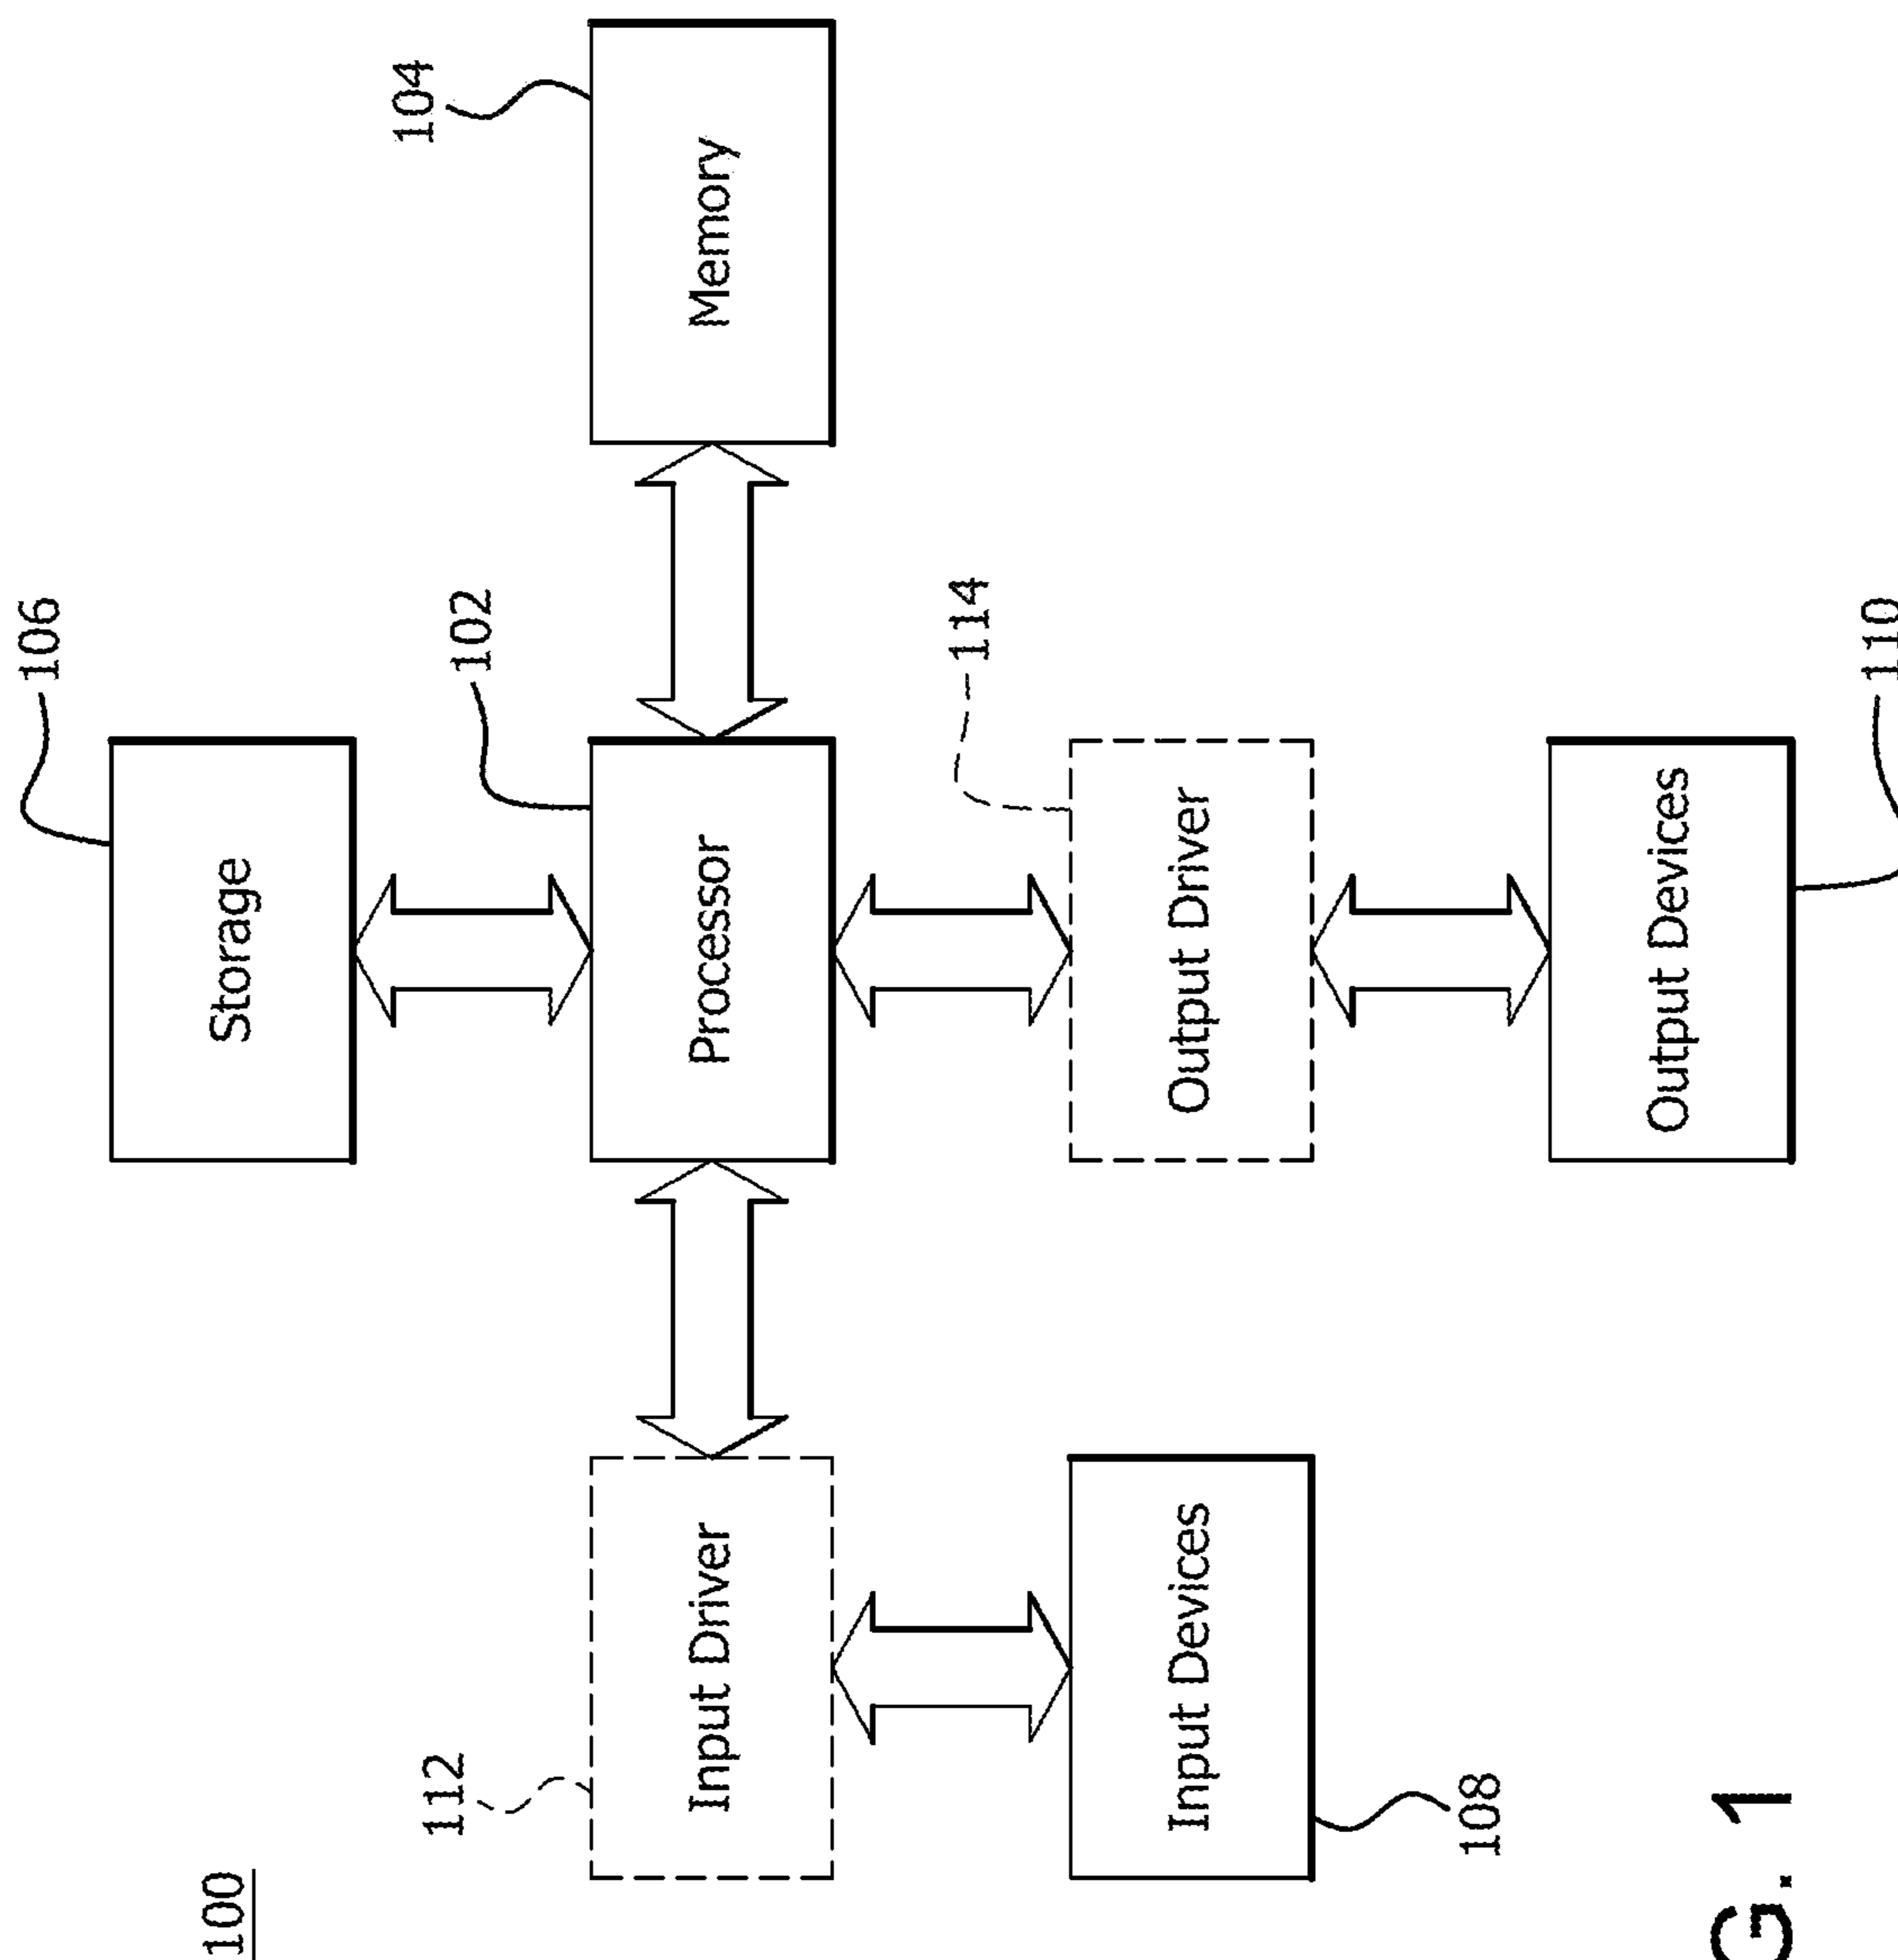 100
106
Storage
112
102
104
Input Driver
Processor
Memory
114
Input Devices
Output Driver
108
110
Output Devices
G. 1